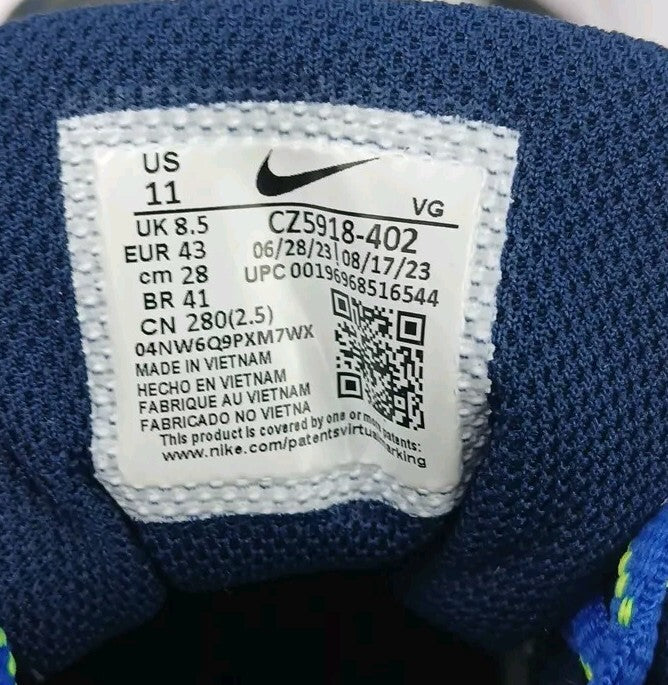 US
11
VG
UK 8.5
CZ5918-402
EUR 43
06/28/23|08/17/23
cm 28
UPC 00196968516544
BR 41
CN 280(2.5)
04NW6Q9PXM7WX
MADE IN VIETNAM
HECHO EN VIETNAM
FABRIQUE AU VIETNAM
FABRICADO NO VIETNA
This product is covered by one or more patents:
www.nike.com/patentsvirtualmarking